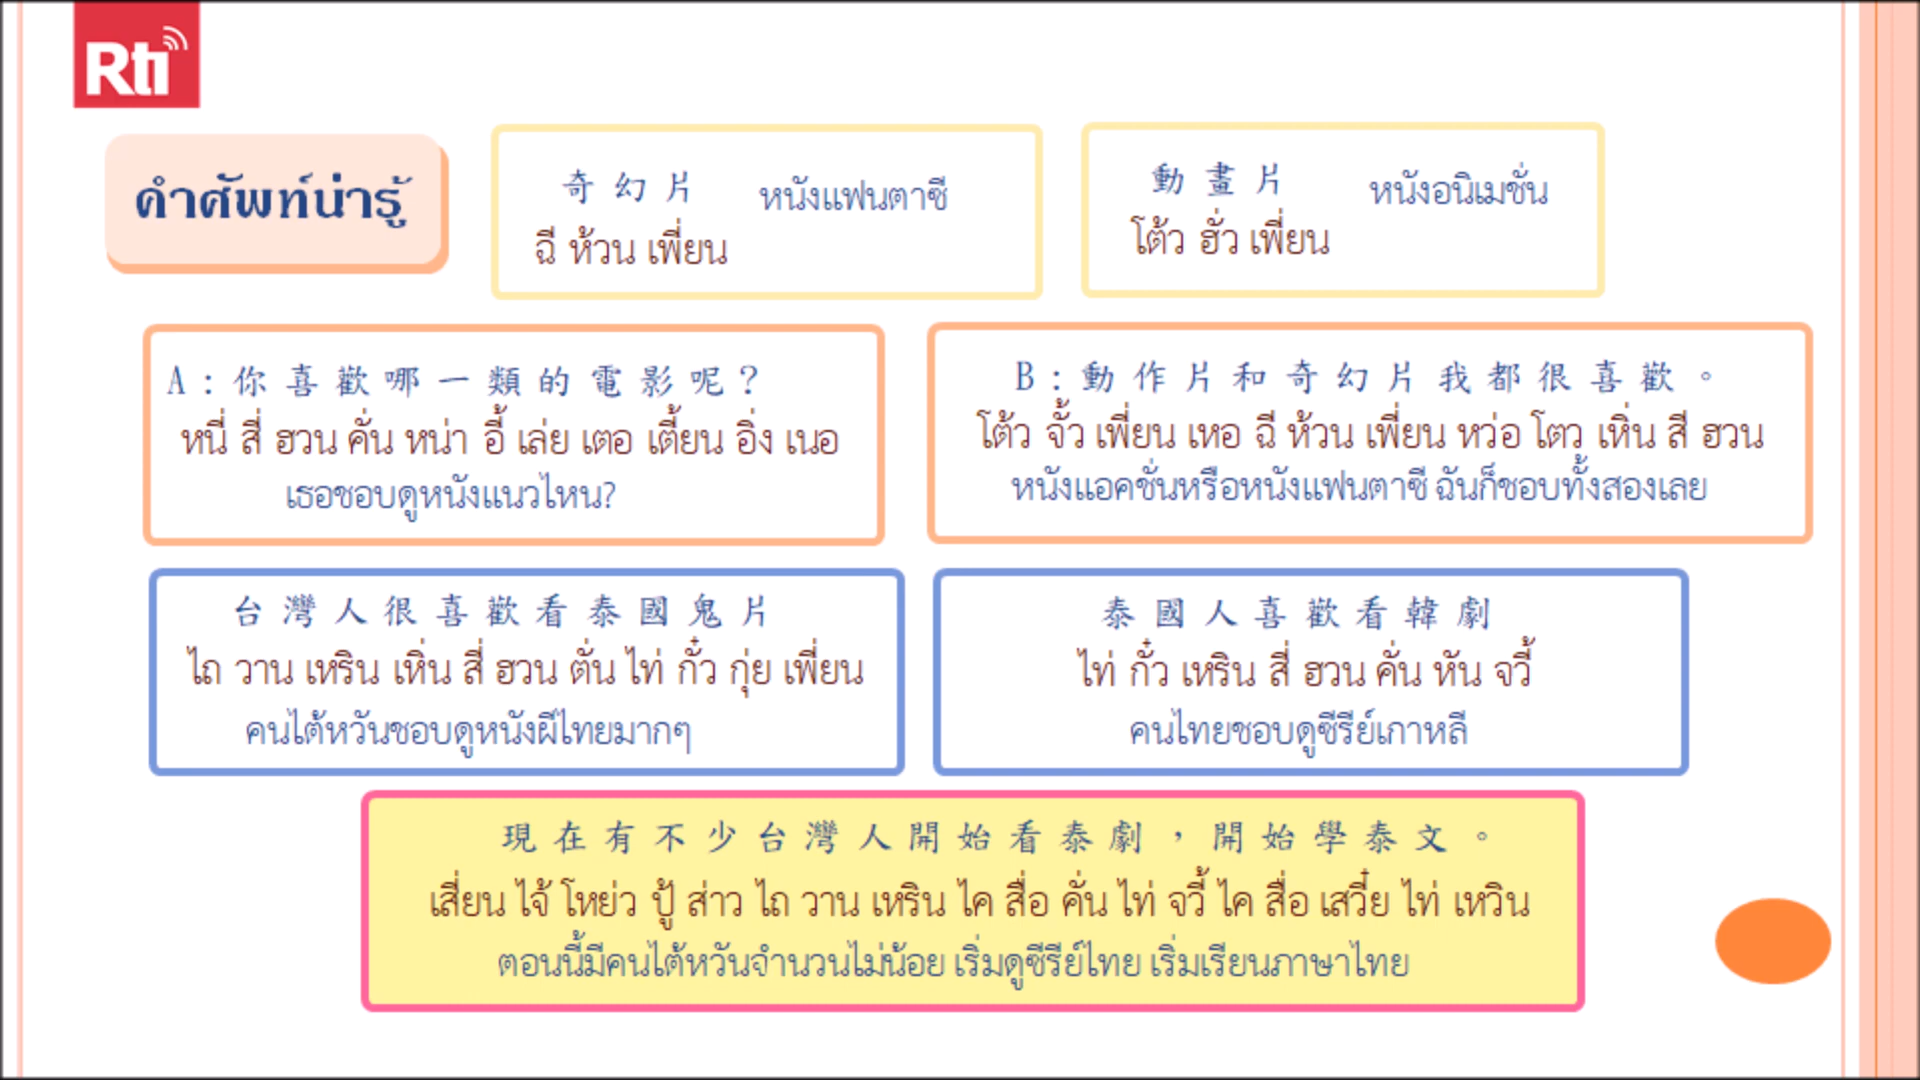 Rti
คำศัพท์น่ารู้
奇幻片 หนังแฟนตาซี
ฉี ห้วน เพี่ยน
動畫片 หนังอนิเมชั่น
โต้ว ฮั่ว เพี่ยน
A：你喜歡哪一類的電影呢？
หนี่ สี่ ฮวน คั่น หน่า อี้ เล่ย เตอ เตี้ยน อิ่ง เนอ
เธอชอบดูหนังแนวไหน?
B：動作片和奇幻片我都很喜歡。
โต้ว จั้ว เพี่ยน เหอ ฉี ห้วน เพี่ยน หว่อ โตว เหิ่น สี่ ฮวน
หนังแอคชั่นหรือหนังแฟนตาซี ฉันก็ชอบทั้งสองเลย
台灣人很喜歡看泰國鬼片
ไถ วาน เหริน เหิ่น สี่ ฮวน ตั่น ไท่ กั๋ว กุ่ย เพี่ยน
คนไต้หวันชอบดูหนังผีไทยมากๆ
泰國人喜歡看韓劇
ไท่ กั๋ว เหริน สี่ ฮวน คั่น หัน จวี้
คนไทยชอบดูซีรีย์เกาหลี
現在有不少台灣人開始看泰劇，開始學泰文。
เสี่ยน ไจ้ โหย่ว ปู้ ส่าว ไถ วาน เหริน ไค สื่อ คั่น ไท่ จวี้ ไค สื่อ เสวี๋ย ไท่ เหวิน
ตอนนี้มีคนไต้หวันจำนวนไม่น้อย เริ่มดูซีรีย์ไทย เริ่มเรียนภาษาไทย